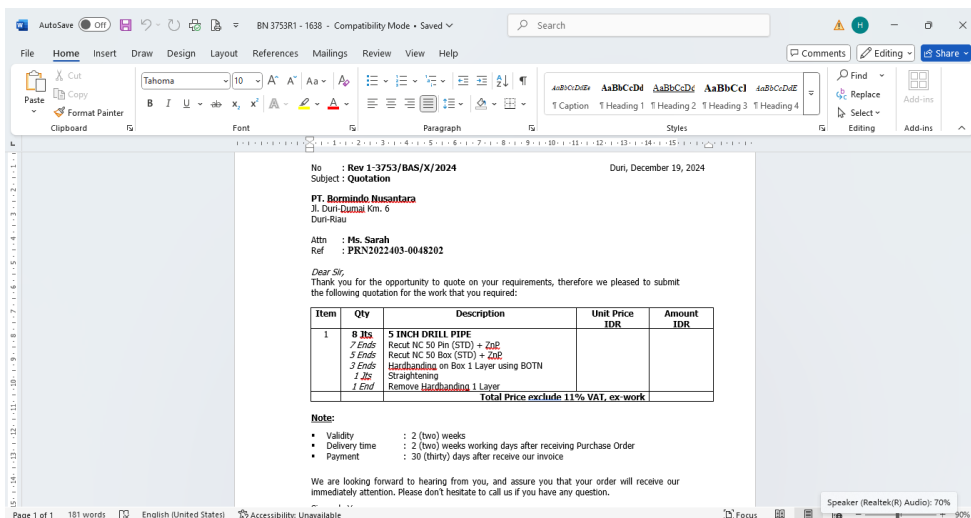 AutoSave Off BN 3753R1 - 1638 - Compatibility Mode • Saved Search H
File Home Insert Draw Design Layout References Mailings Review View Help Comments Editing Share
Paste Cut Copy Format Painter
Tahoma 10
AaBbCcDdEe AaBbCcDd AaBbCcDd AaBbCcI AaBbCcDdE
¶ Caption ¶ Heading 1 ¶ Heading 2 ¶ Heading 3 ¶ Heading 4
Find Replace Select Add-ins
Clipboard Font Paragraph Styles Editing Add-ins
No : Rev 1-3753/BAS/X/2024 Duri, December 19, 2024
Subject : Quotation
PT. Bormindo Nusantara
Jl. Duri-Dumai Km. 6
Duri-Riau
Attn : Ms. Sarah
Ref : PRN2022403-0048202
Dear Sir,
Thank you for the opportunity to quote on your requirements, therefore we pleased to submit
the following quotation for the work that you required:
Item Qty Description Unit Price IDR Amount IDR
1 8 Jts 5 INCH DRILL PIPE
7 Ends Recut NC 50 Pin (STD) + ZnP
5 Ends Recut NC 50 Box (STD) + ZnP
3 Ends Hardbanding on Box 1 Layer using BOTN
1 Jts Straightening
1 End Remove Hardbanding 1 Layer
Total Price exclude 11% VAT, ex-work
Note:
▪ Validity : 2 (two) weeks
▪ Delivery time : 2 (two) weeks working days after receiving Purchase Order
▪ Payment : 30 (thirty) days after receive our invoice
We are looking forward to hearing from you, and assure you that your order will receive our
immediately attention. Please don't hesitate to call us if you have any question.
Speaker (Realtek(R) Audio): 70%
Page 1 of 1 181 words English (United States) Accessibility: Unavailable Focus 90%